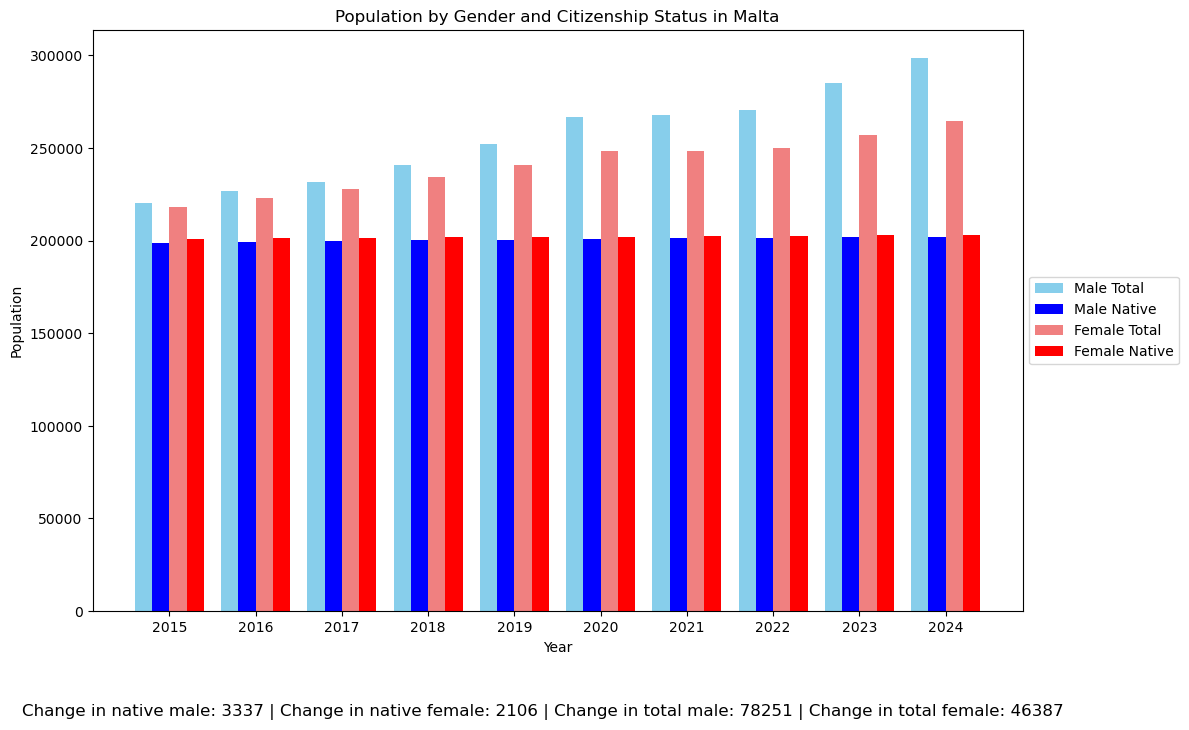 Population by Gender and Citizenship Status in Malta
300000
250000
200000
150000
100000
50000
0
Population
2015 2016 2017 2018 2019 2020 2021 2022 2023 2024
Year
Male Total
Male Native
Female Total
Female Native
Change in native male: 3337 | Change in native female: 2106 | Change in total male: 78251 | Change in total female: 46387